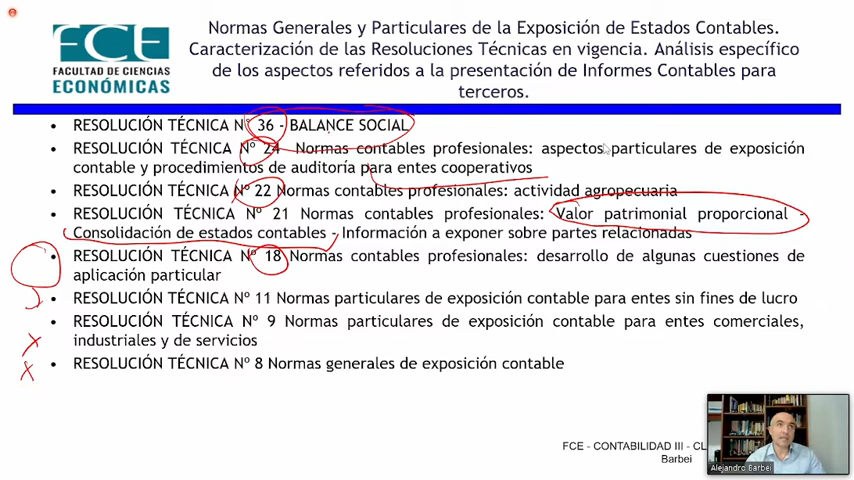 Normas Generales y Particulares de la Exposición de Estados Contables.
Caracterización de las Resoluciones Técnicas en vigencia. Análisis específico
de los aspectos referidos a la presentación de Informes Contables para
terceros.
FCE
FACULTAD DE CIENCIAS
ECONÓMICAS
• RESOLUCIÓN TÉCNICA Nº 36 - BALANCE SOCIAL
• RESOLUCIÓN TÉCNICA Nº 24 Normas contables profesionales: aspectos particulares de exposición
contable y procedimientos de auditoría para entes cooperativos
• RESOLUCIÓN TÉCNICA Nº 22 Normas contables profesionales: actividad agropecuaria
• RESOLUCIÓN TÉCNICA Nº 21 Normas contables profesionales: Valor patrimonial proporcional -
Consolidación de estados contables - Información a exponer sobre partes relacionadas
• RESOLUCIÓN TÉCNICA Nº 18 Normas contables profesionales: desarrollo de algunas cuestiones de
aplicación particular
• RESOLUCIÓN TÉCNICA Nº 11 Normas particulares de exposición contable para entes sin fines de lucro
• RESOLUCIÓN TÉCNICA Nº 9 Normas particulares de exposición contable para entes comerciales,
industriales y de servicios
• RESOLUCIÓN TÉCNICA Nº 8 Normas generales de exposición contable
FCE - CONTABILIDAD III - CL
Barbei
Alejandro Barbei